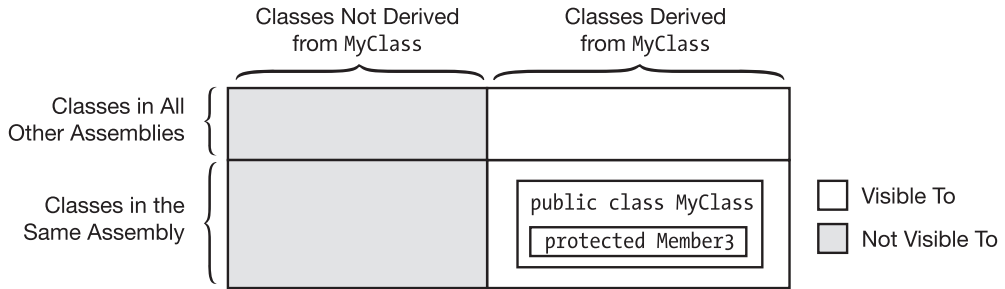 Classes Not Derived
from MyClass
Classes Derived
from MyClass
Classes in All
Other Assemblies
Classes in the
Same Assembly
public class MyClass
protected Member3
Visible To
Not Visible To